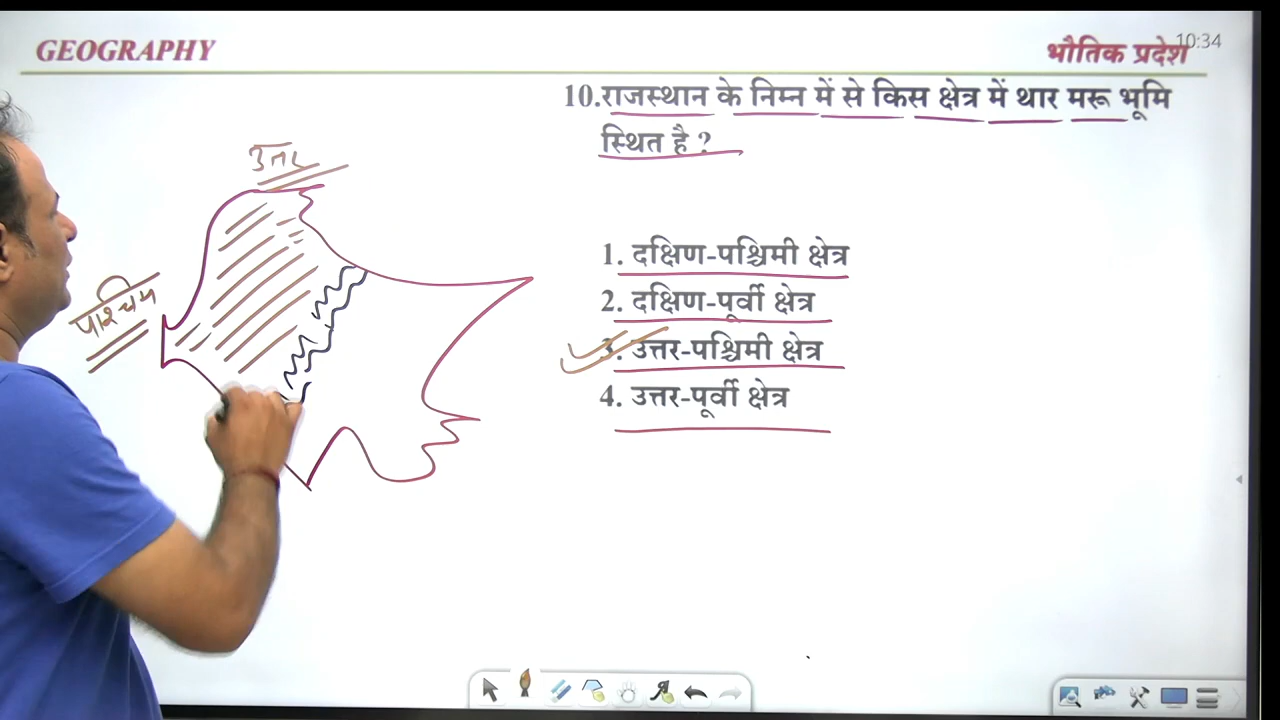 GEOGRAPHY
भौतिक प्रदेश
10:34
10.राजस्थान के निम्न में से किस क्षेत्र में थार मरू भूमि
स्थित है ?
उत्तर
पश्चिम
1. दक्षिण-पश्चिमी क्षेत्र
2. दक्षिण-पूर्वी क्षेत्र
3. उत्तर-पश्चिमी क्षेत्र
4. उत्तर-पूर्वी क्षेत्र